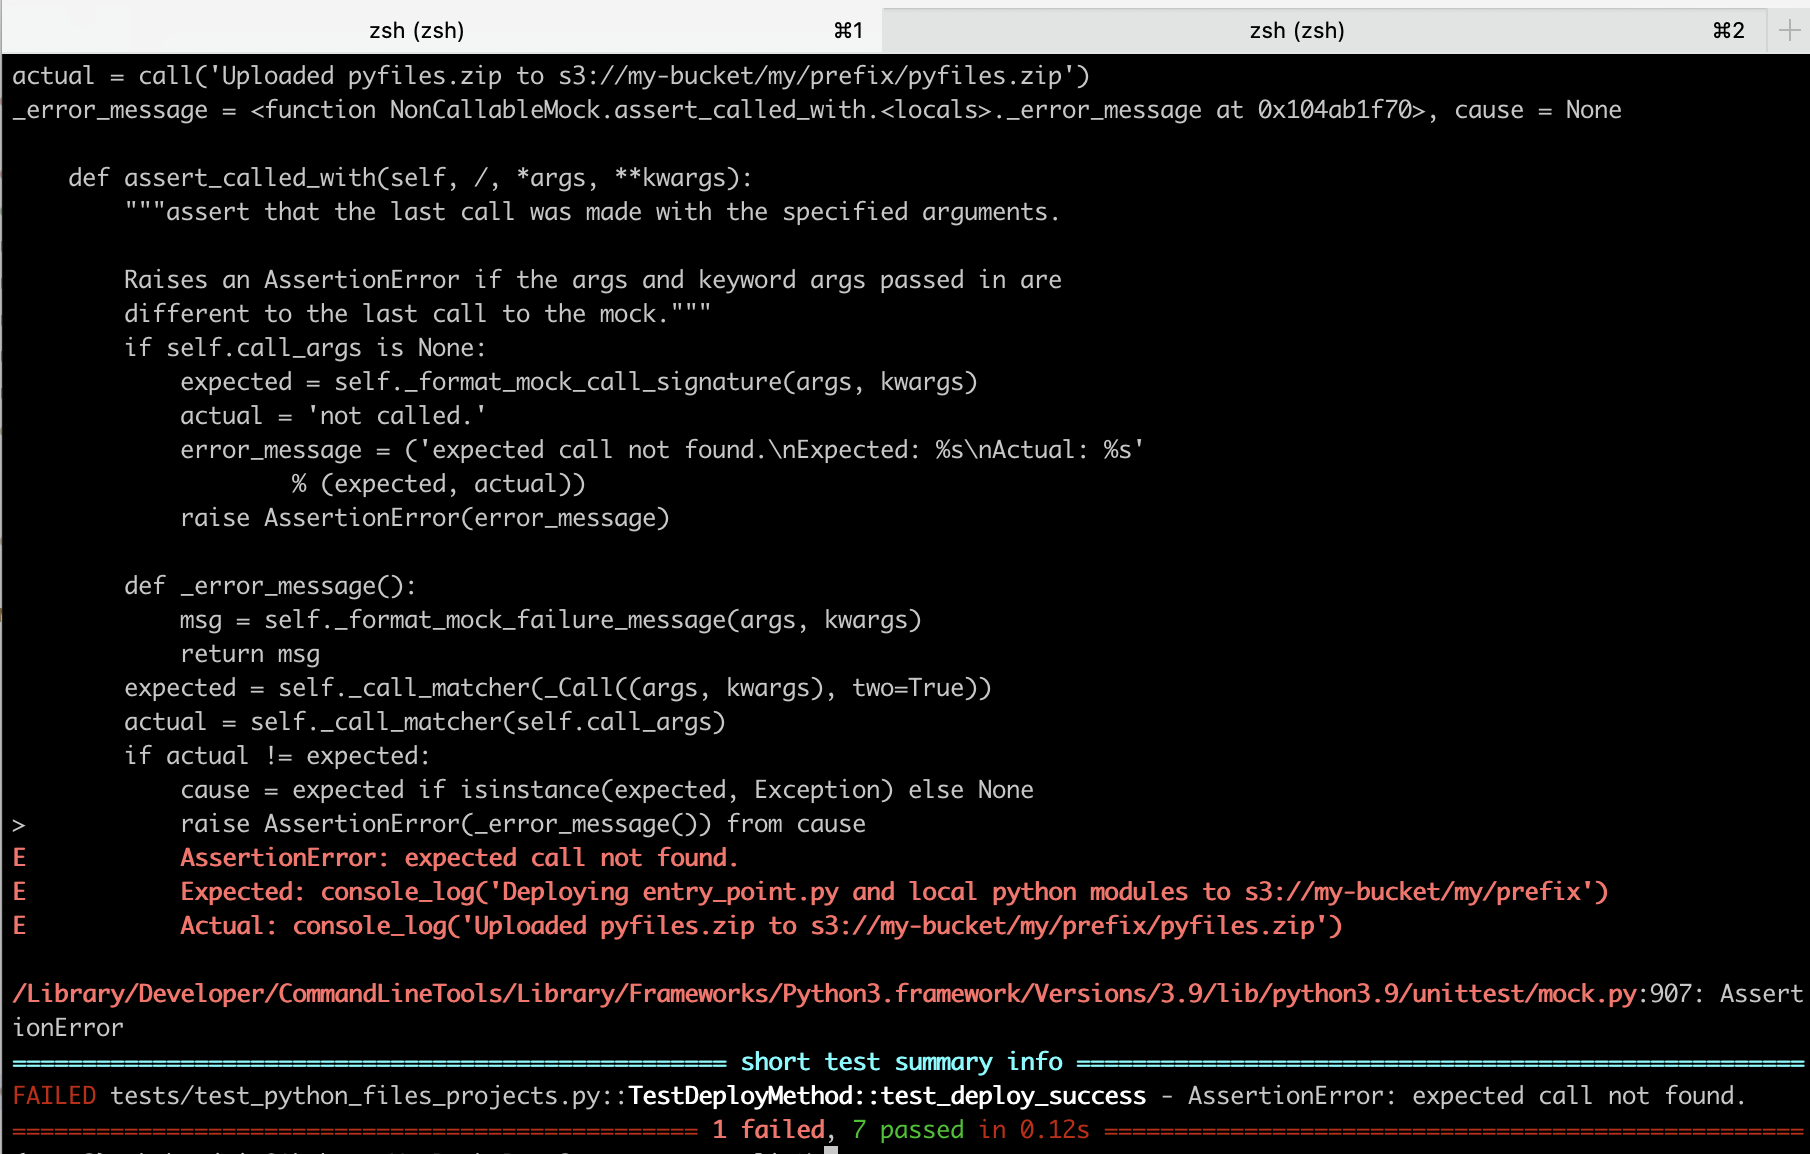 zsh (zsh) ⌘1 zsh (zsh) ⌘2 +
actual = call('Uploaded pyfiles.zip to s3://my-bucket/my/prefix/pyfiles.zip')
_error_message = <function NonCallableMock.assert_called_with.<locals>._error_message at 0x104ab1f70>, cause = None

    def assert_called_with(self, /, *args, **kwargs):
        """assert that the last call was made with the specified arguments.

        Raises an AssertionError if the args and keyword args passed in are
        different to the last call to the mock."""
        if self.call_args is None:
            expected = self._format_mock_call_signature(args, kwargs)
            actual = 'not called.'
            error_message = ('expected call not found.\nExpected: %s\nActual: %s'
                    % (expected, actual))
            raise AssertionError(error_message)

        def _error_message():
            msg = self._format_mock_failure_message(args, kwargs)
            return msg
        expected = self._call_matcher(_Call((args, kwargs), two=True))
        actual = self._call_matcher(self.call_args)
        if actual != expected:
            cause = expected if isinstance(expected, Exception) else None
>           raise AssertionError(_error_message()) from cause
E           AssertionError: expected call not found.
E           Expected: console_log('Deploying entry_point.py and local python modules to s3://my-bucket/my/prefix')
E           Actual: console_log('Uploaded pyfiles.zip to s3://my-bucket/my/prefix/pyfiles.zip')

/Library/Developer/CommandLineTools/Library/Frameworks/Python3.framework/Versions/3.9/lib/python3.9/unittest/mock.py:907: Assert
ionError
=================================================== short test summary info ====================================================
FAILED tests/test_python_files_projects.py::TestDeployMethod::test_deploy_success - AssertionError: expected call not found.
================================================= 1 failed, 7 passed in 0.12s ==================================================